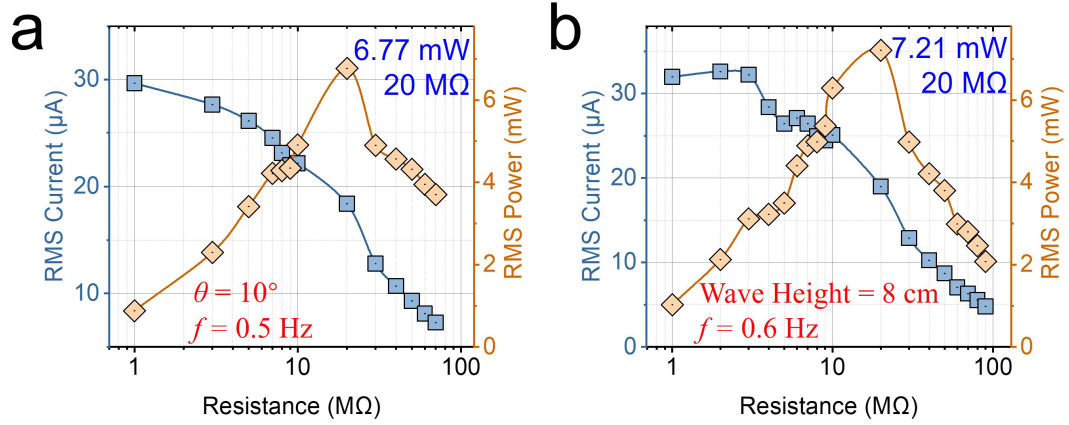 a
6.77 mW
20 MΩ
30
20
10
6
4
2
0
RMS Current (μA)
RMS Power (mW)
θ = 10°
f = 0.5 Hz
1
10
100
Resistance (MΩ)
b
7.21 mW
20 MΩ
30
20
10
0
6
4
2
0
RMS Current (μA)
RMS Power (mW)
Wave Height = 8 cm
f = 0.6 Hz
1
10
100
Resistance (MΩ)